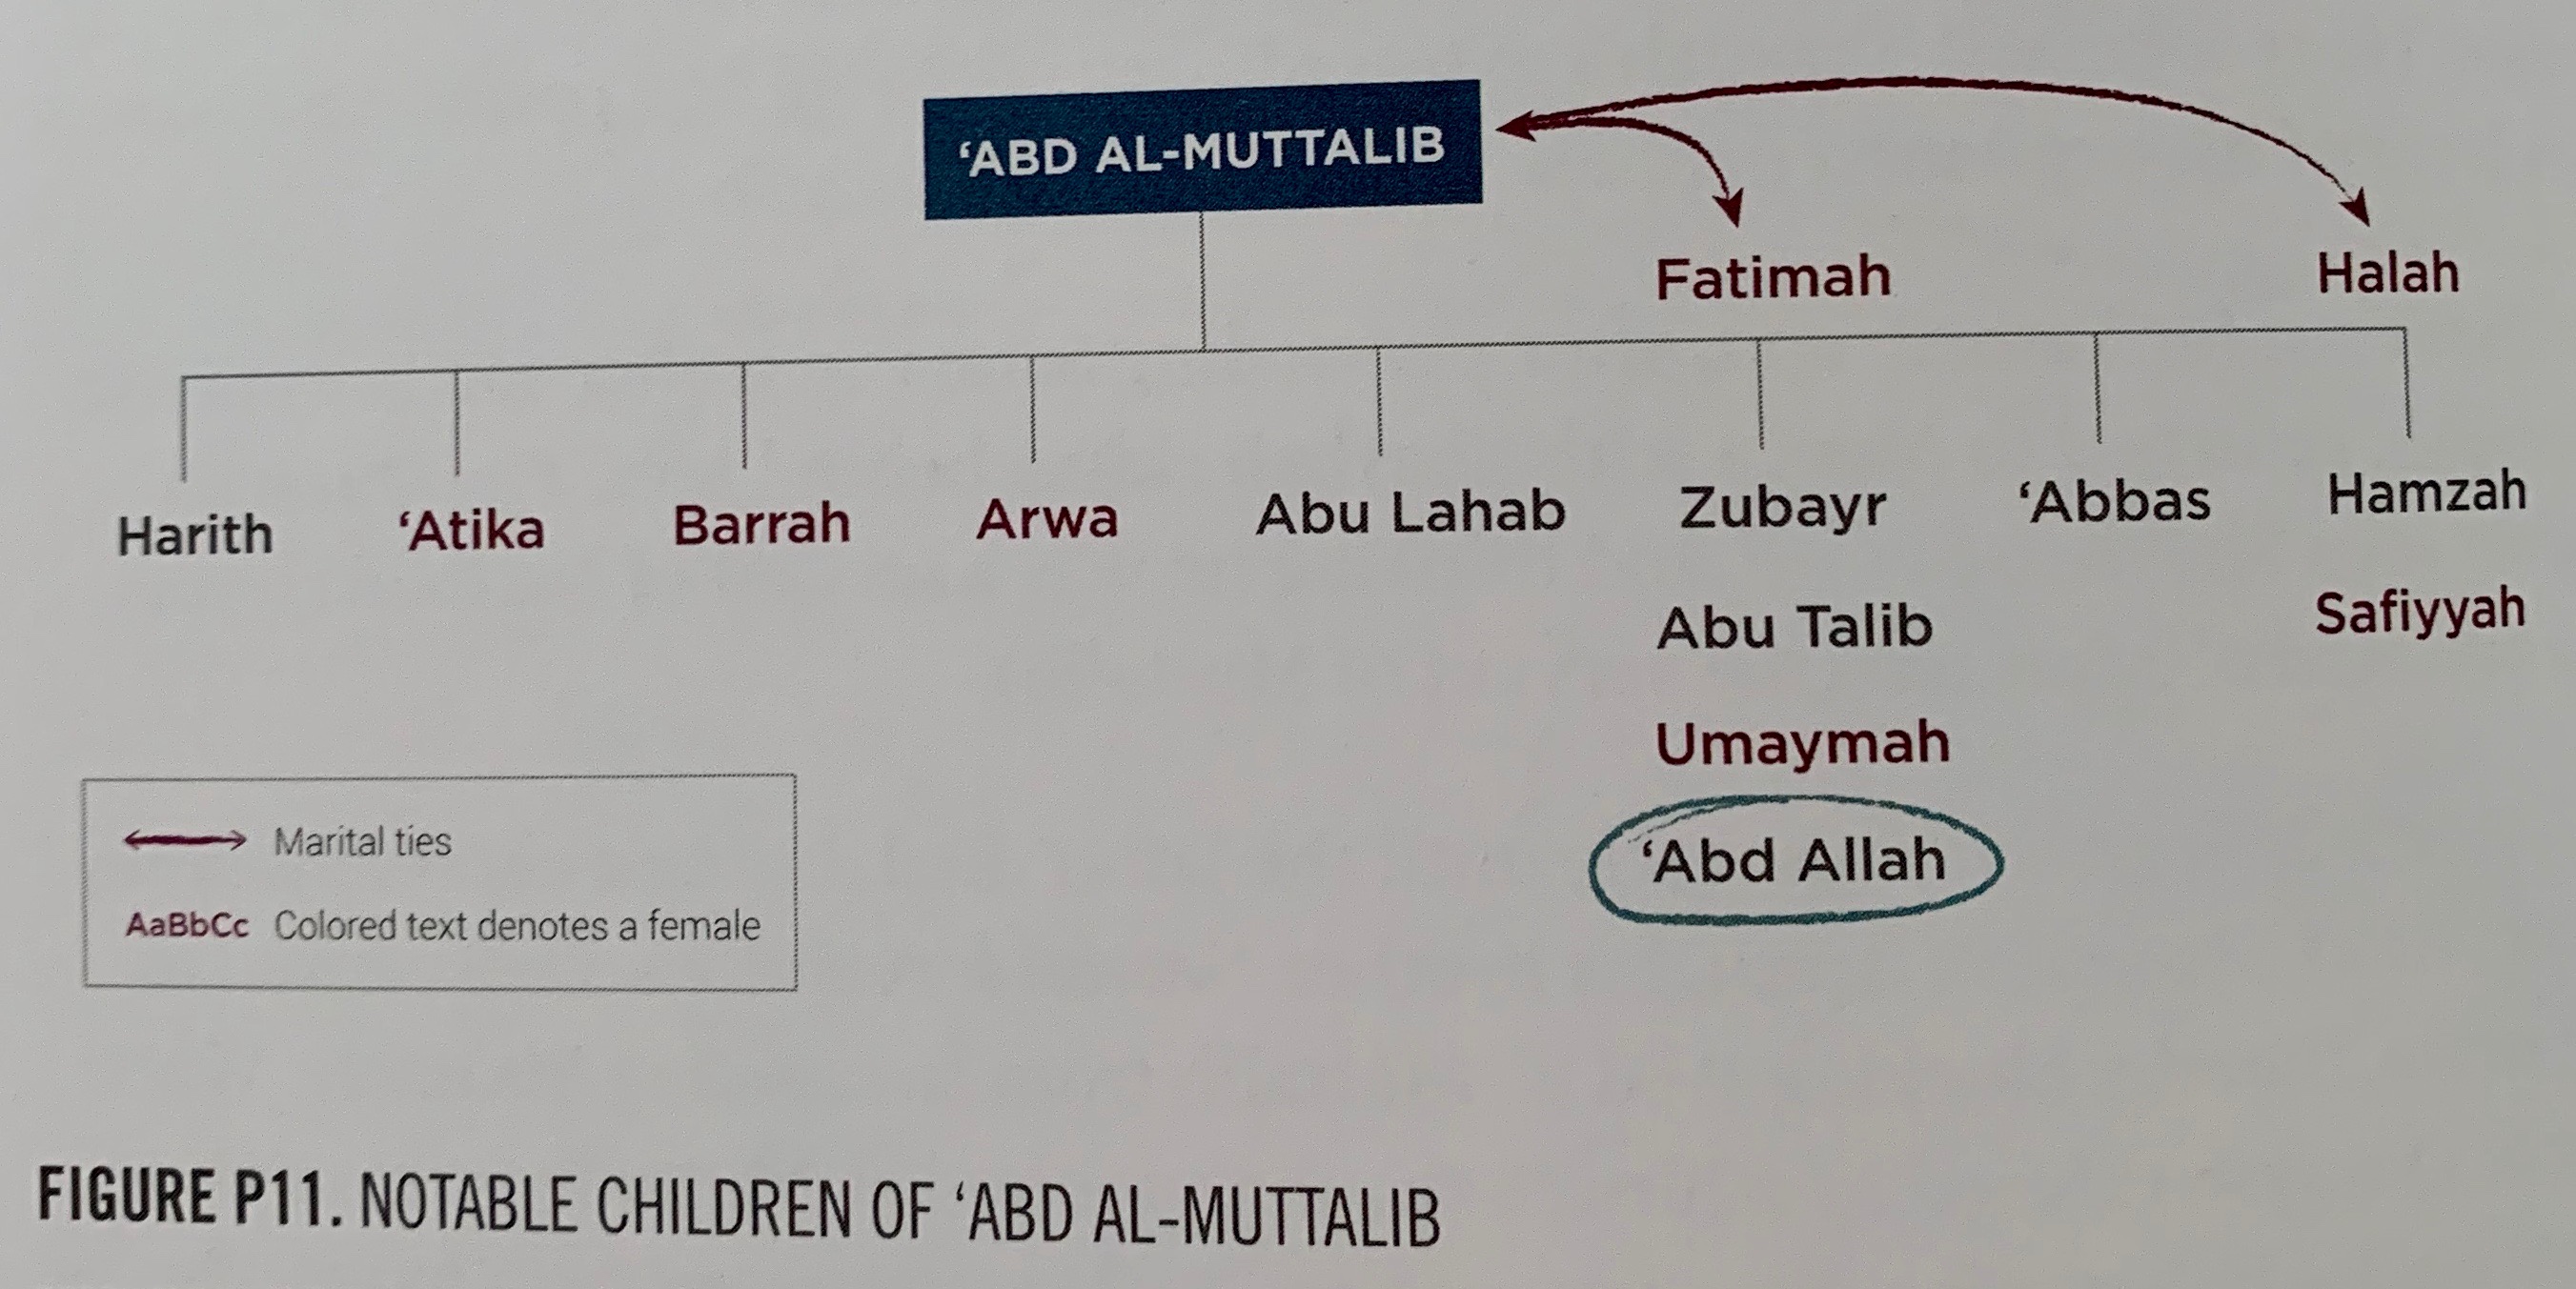 ‘ABD AL-MUTTALIB
Fatimah Halah
Harith ‘Atika Barrah Arwa Abu Lahab Zubayr ‘Abbas Hamzah
Abu Talib Safiyyah
Umaymah
‘Abd Allah
Marital ties
AaBbCc Colored text denotes a female
FIGURE P11. NOTABLE CHILDREN OF ‘ABD AL-MUTTALIB